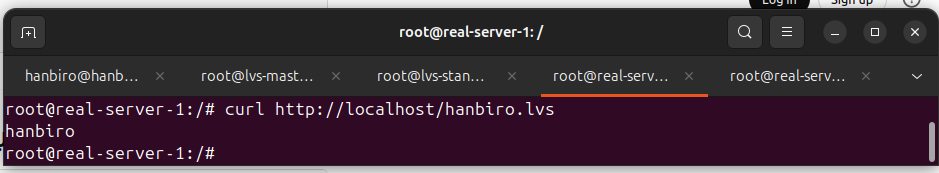 Log in
Sign up
root@real-server-1: /
hanbiro@hanb…
root@lvs-mast…
root@lvs-stan…
root@real-serv…
root@real-serv…
root@real-server-1:/# curl http://localhost/hanbiro.lvs
hanbiro
root@real-server-1:/#